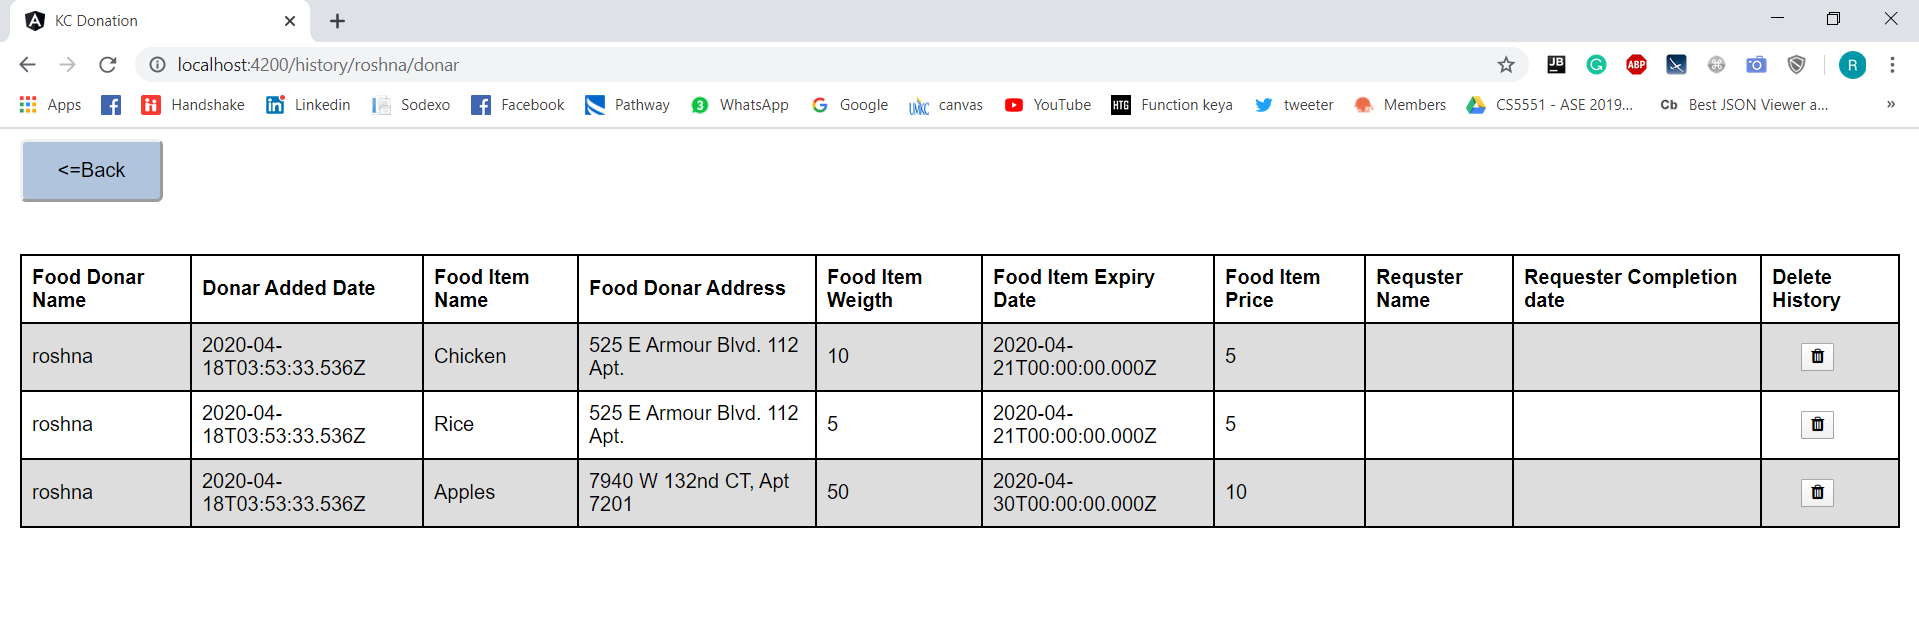 KC Donation
localhost:4200/history/roshna/donar
JB ABP R
Apps Handshake Linkedin Sodexo Facebook Pathway 3 WhatsApp Google UMKC canvas YouTube HTG Function keya tweeter Members CS5551 - ASE 2019... Cb Best JSON Viewer a... »
<=Back
Food Donar Name Donar Added Date Food Item Name Food Donar Address Food Item Weigth Food Item Expiry Date Food Item Price Requster Name Requester Completion date Delete History
roshna 2020-04-18T03:53:33.536Z Chicken 525 E Armour Blvd. 112 Apt. 10 2020-04-21T00:00:00.000Z 5
roshna 2020-04-18T03:53:33.536Z Rice 525 E Armour Blvd. 112 Apt. 5 2020-04-21T00:00:00.000Z 5
roshna 2020-04-18T03:53:33.536Z Apples 7940 W 132nd CT, Apt 7201 50 2020-04-30T00:00:00.000Z 10